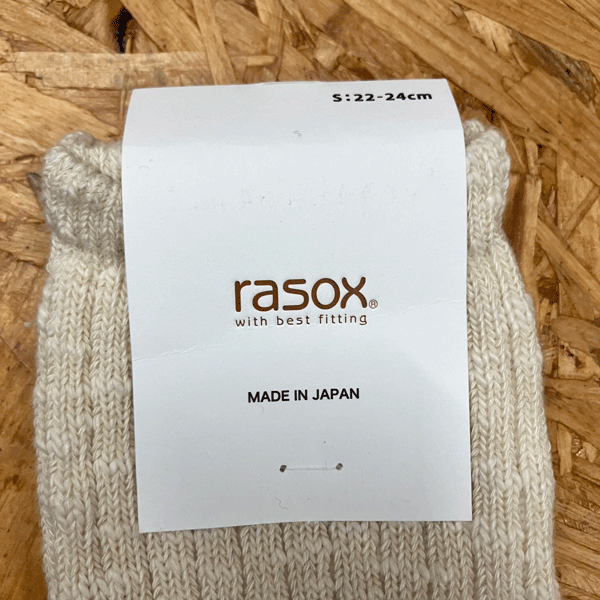 S:22-24cm
rasox®
with best fitting
MADE IN JAPAN